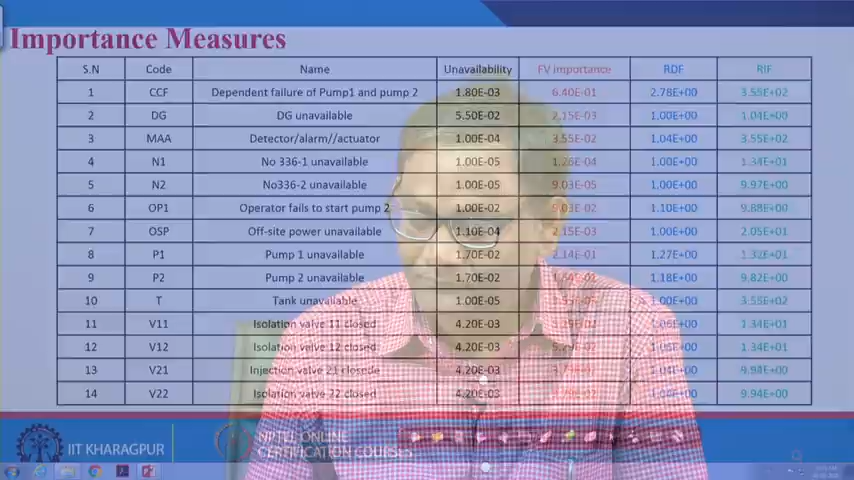 Importance Measures
S.N Code Name Unavailability FV importance RDF RIF
1 CCF Dependent failure of Pump1 and pump 2 1.80E-03 6.40E-01 2.78E+00 3.55E+02
2 DG DG unavailable 5.50E-02 2.15E-03 1.00E+00 1.04E+00
3 MAA Detector/alarm//actuator 1.00E-04 3.55E-02 1.04E+00 3.55E+02
4 N1 No 336-1 unavailable 1.00E-05 1.00E+00 1.34E+01
5 N2 No336-2 unavailable 1.00E-05 9.03E-05 1.00E+00 9.97E+00
6 OP1 Operator fails to start pump 2 1.00E-02 9.03E-02 1.10E+00 9.88E+00
7 OSP Off-site power unavailable 1.10E-04 2.15E-03 1.00E+00 2.05E+01
8 P1 Pump 1 unavailable 1.70E-02 2.14E-01 1.27E+00
9 P2 Pump 2 unavailable 1.70E-02 1.18E+00 9.82E+00
10 T Tank unavailable 1.00E-05 1.00E+00 3.55E+02
11 V11 Isolation valve 11 closed 4.20E-03 1.06E+00 1.34E+01
12 V12 Isolation valve 12 closed 4.20E-03 1.06E+00 1.34E+01
13 V21 Injection valve 21 closede 4.20E-03 1.04E+00 9.94E+00
14 V22 Isolation valve 22 closed 4.20E-03 1.04E+00 9.94E+00
IIT KHARAGPUR
NPTEL ONLINE
CERTIFICATION COURSES